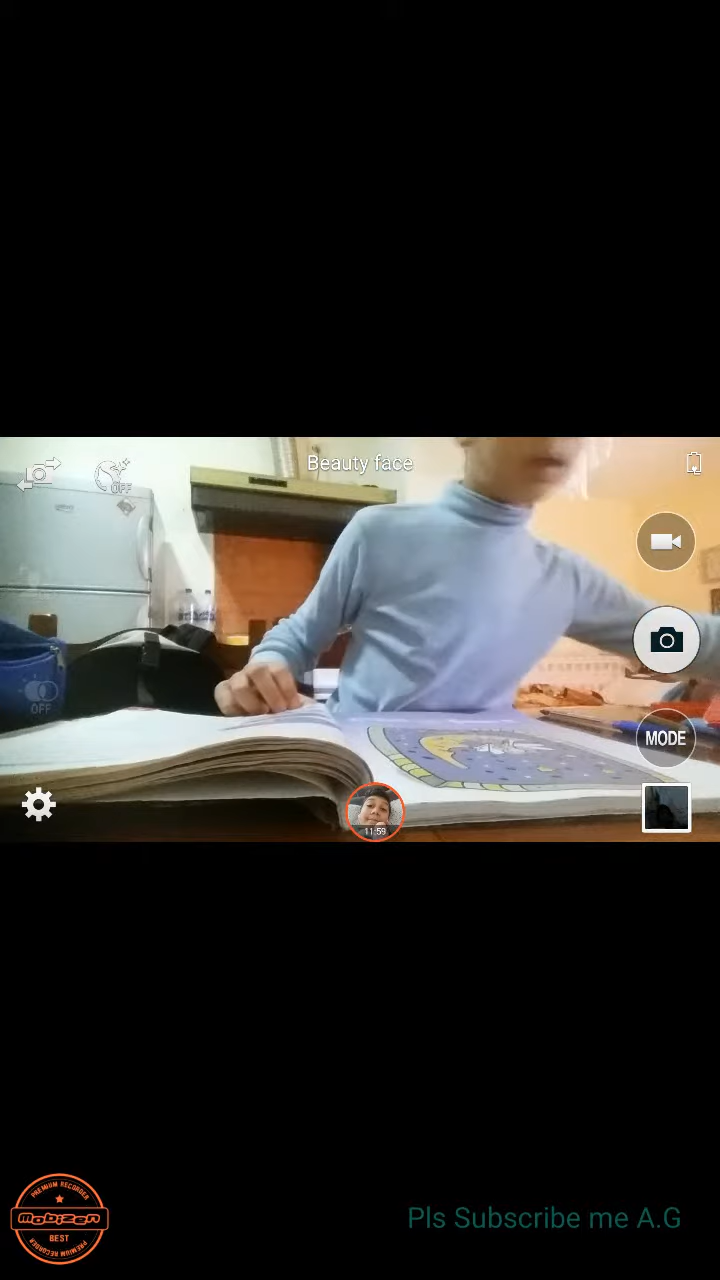 Beauty face
OFF
OFF
MODE
11:59
PREMIUM RECORDER
Mobizen
BEST
PREMIUM RECORDER
Pls Subscribe me A.G